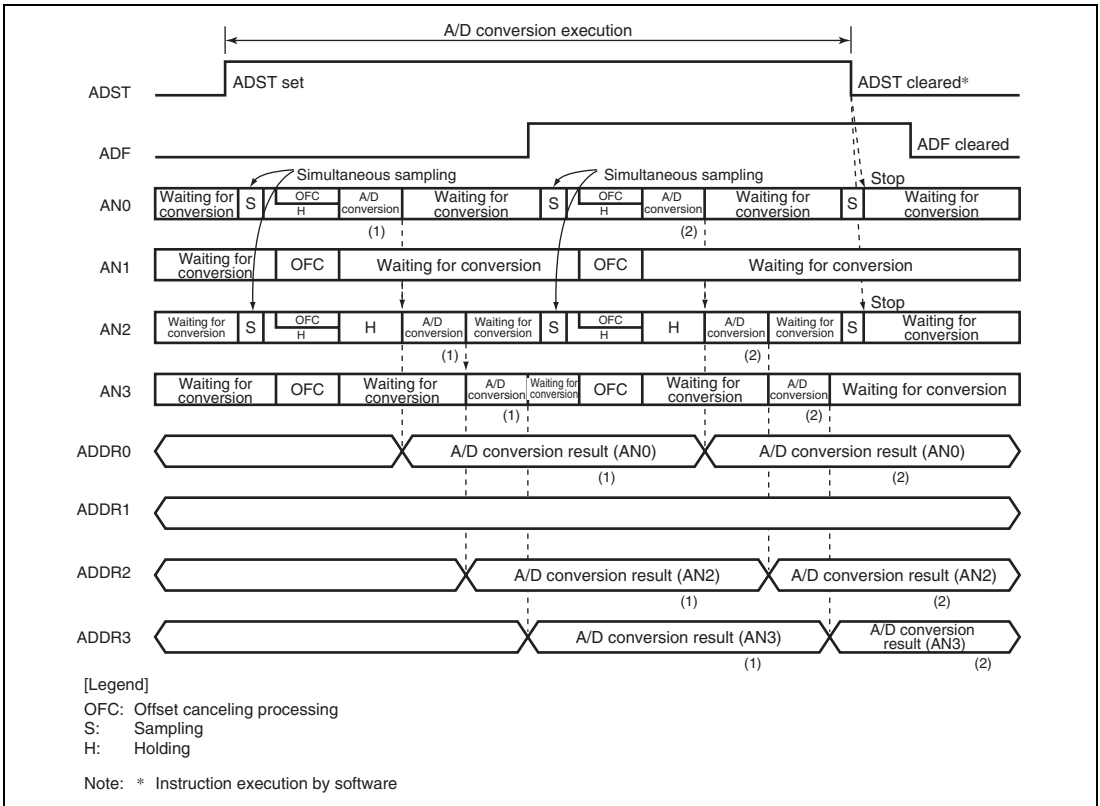 A/D conversion execution
ADST
ADST set
ADST cleared*
ADF
ADF cleared
Simultaneous sampling
Simultaneous sampling
Stop
AN0
Waiting for conversion
S
OFC
H
A/D conversion
Waiting for conversion
S
OFC
H
A/D conversion
Waiting for conversion
S
Waiting for conversion
(1)
(2)
AN1
Waiting for conversion
OFC
Waiting for conversion
OFC
Waiting for conversion
Stop
AN2
Waiting for conversion
S
OFC
H
H
A/D conversion
Waiting for conversion
S
OFC
H
H
A/D conversion
Waiting for conversion
S
Waiting for conversion
(1)
(2)
AN3
Waiting for conversion
OFC
Waiting for conversion
A/D conversion
Waiting for conversion
OFC
Waiting for conversion
A/D conversion
Waiting for conversion
(1)
(2)
ADDR0
A/D conversion result (AN0)
A/D conversion result (AN0)
(1)
(2)
ADDR1
ADDR2
A/D conversion result (AN2)
A/D conversion result (AN2)
(1)
(2)
ADDR3
A/D conversion result (AN3)
A/D conversion result (AN3)
(1)
(2)
[Legend]
OFC: Offset canceling processing
S: Sampling
H: Holding
Note: * Instruction execution by software